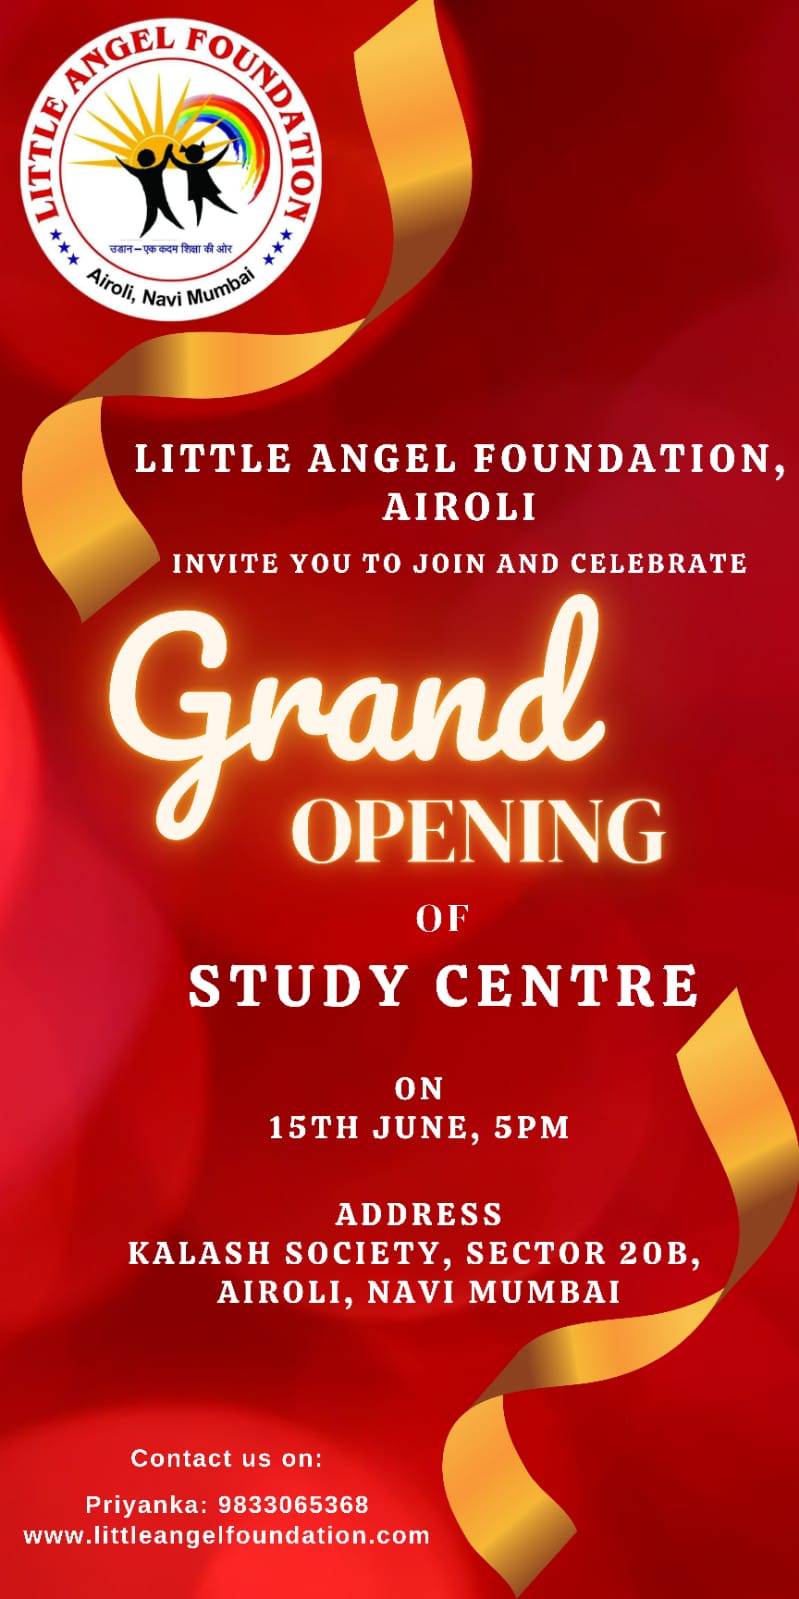 LITTLE ANGEL FOUNDATION
उडान – एक कदम शिक्षा की ओर
Airoli, Navi Mumbai
LITTLE ANGEL FOUNDATION,
AIROLI
INVITE YOU TO JOIN AND CELEBRATE
Grand
OPENING
OF
STUDY CENTRE
ON
15TH JUNE, 5PM
ADDRESS
KALASH SOCIETY, SECTOR 20B,
AIROLI, NAVI MUMBAI
Contact us on:
Priyanka: 9833065368
www.littleangelfoundation.com